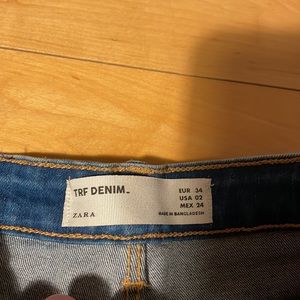 TRF DENIM.
ZARA
EUR 34
USA 02
MEX 24
MADE IN BANGLADESH